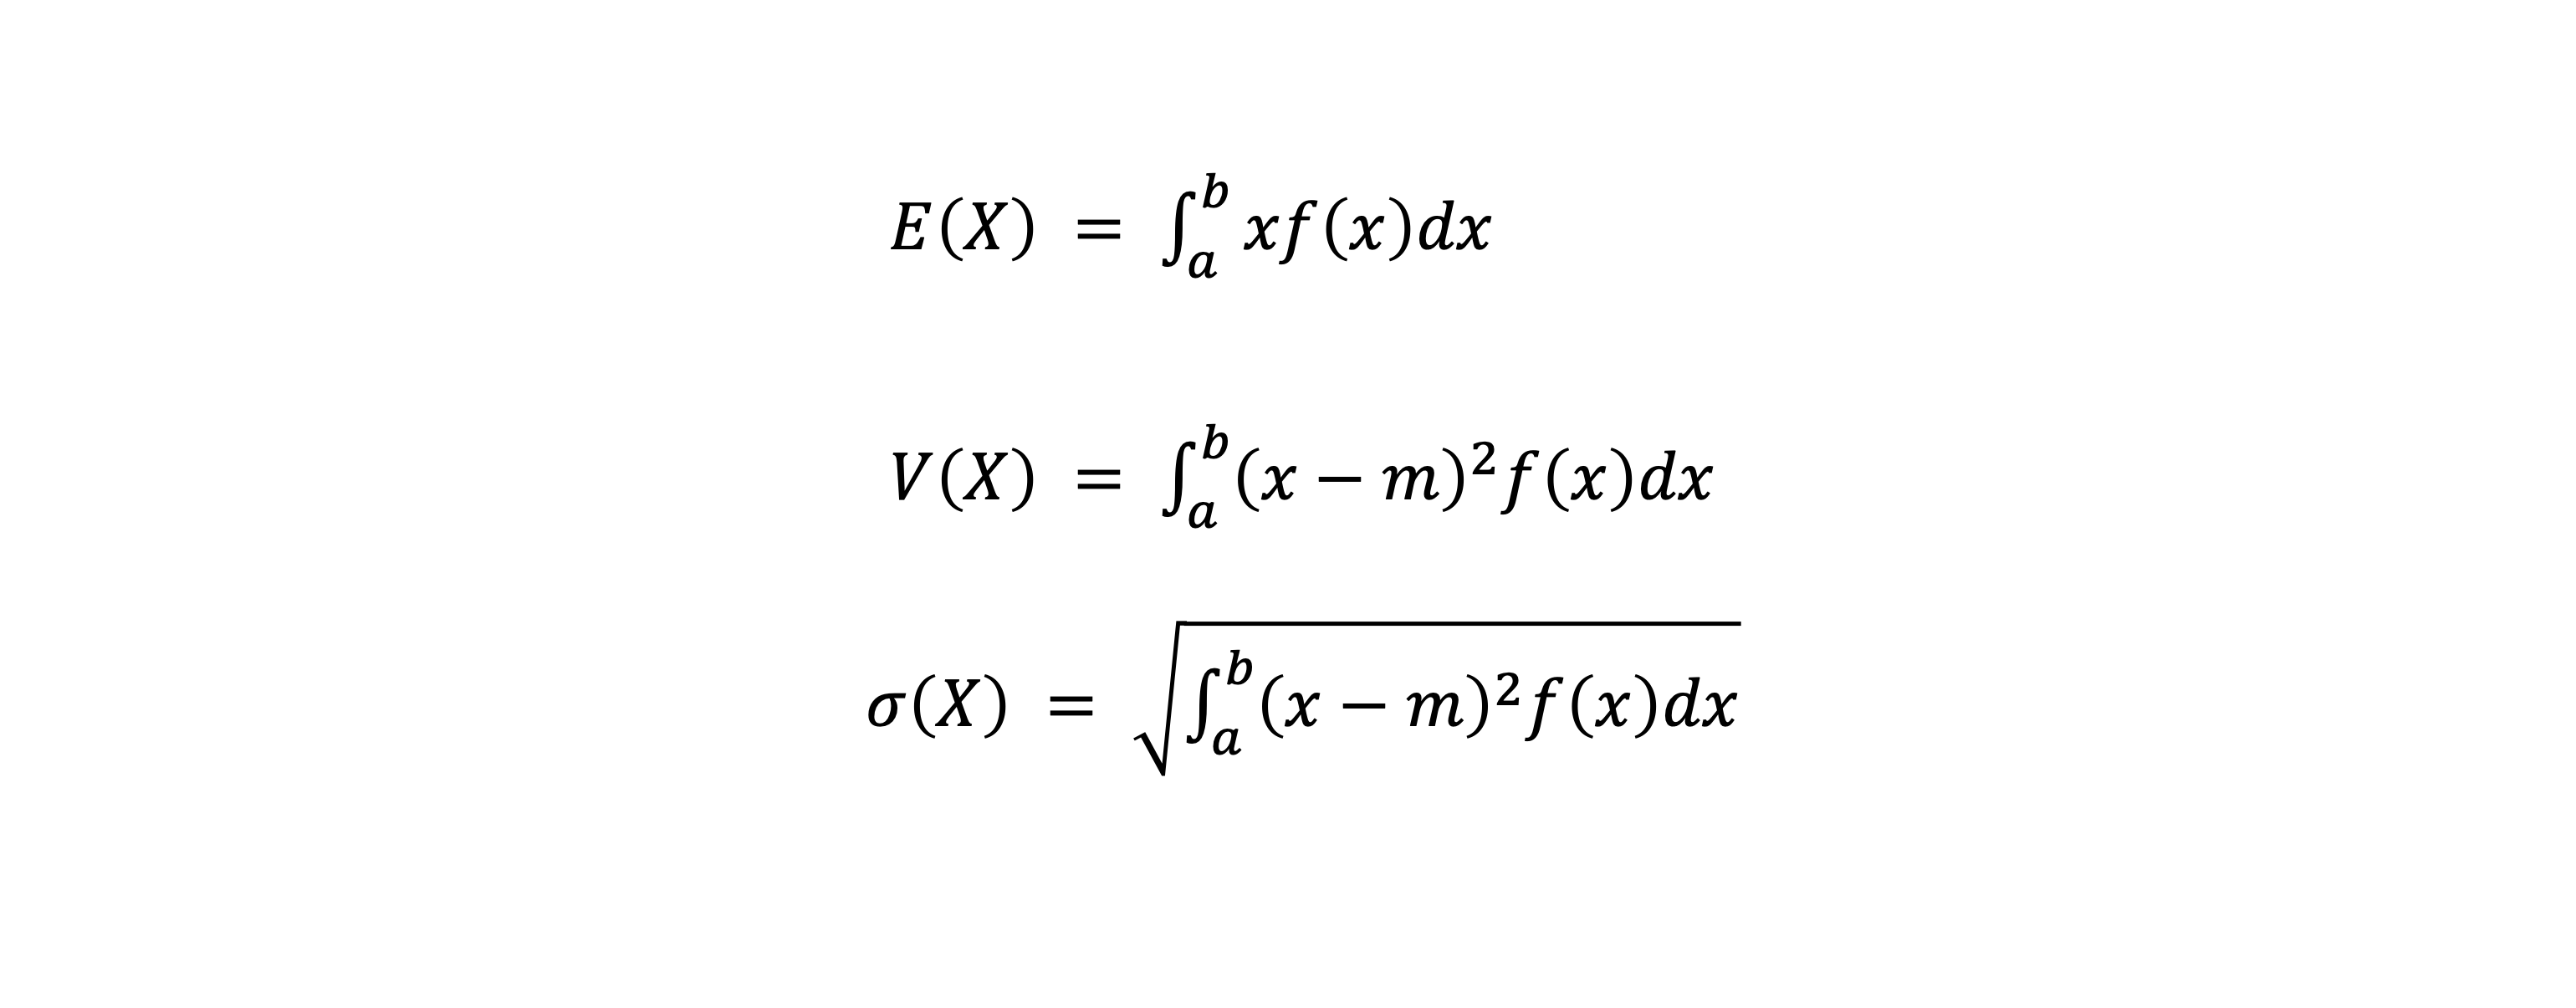 E(X) = ∫_a^b xf(x)dx
V(X) = ∫_a^b (x − m)²f(x)dx
σ(X) = √(∫_a^b (x − m)²f(x)dx)